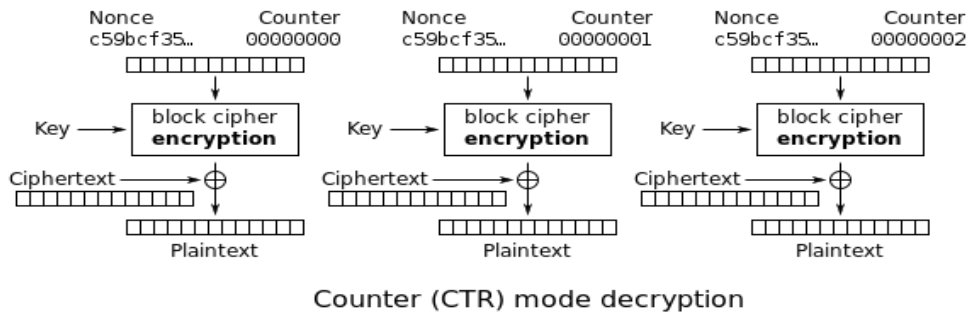 Nonce Counter Nonce Counter Nonce Counter
c59bcf35… 00000000 c59bcf35… 00000001 c59bcf35… 00000002
block cipher block cipher block cipher
Key encryption Key encryption Key encryption
Ciphertext Ciphertext Ciphertext
Plaintext Plaintext Plaintext
Counter (CTR) mode decryption